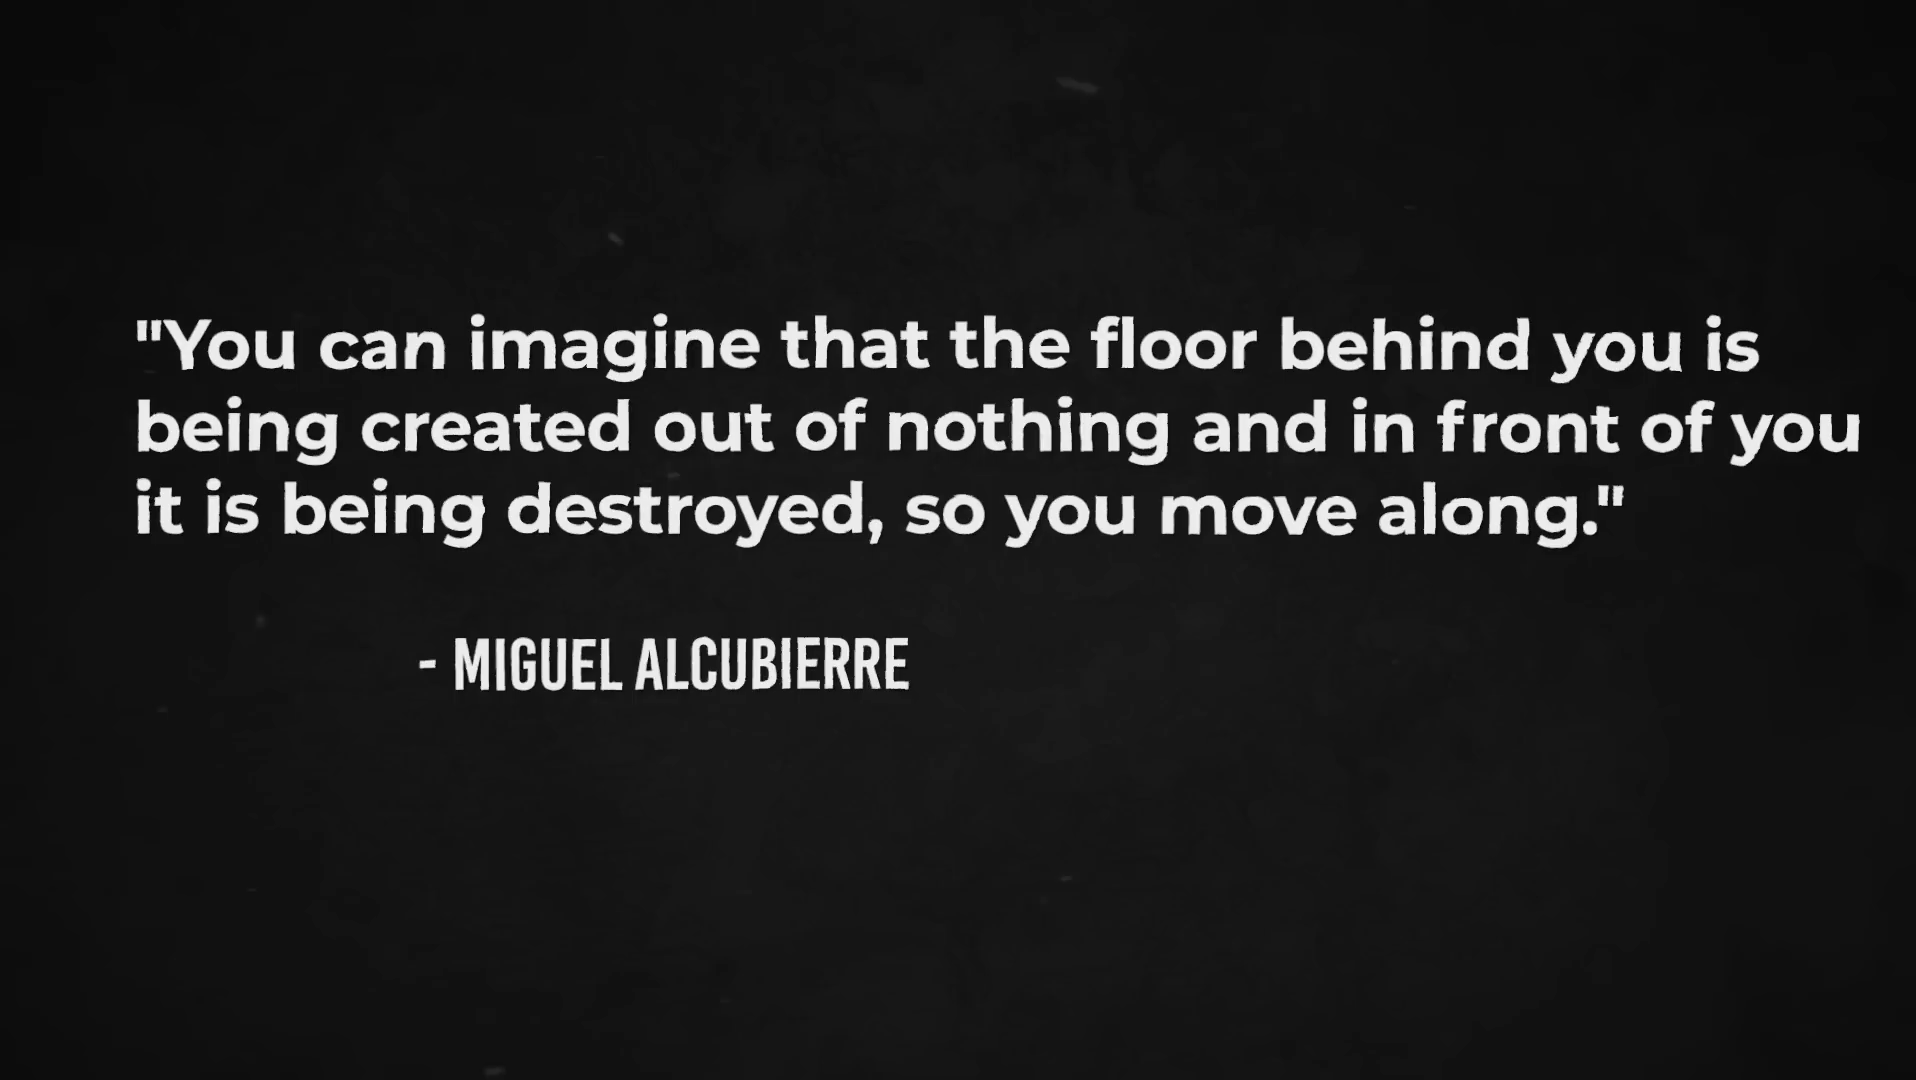 "You can imagine that the floor behind you is
being created out of nothing and in front of you
it is being destroyed, so you move along."
- MIGUEL ALCUBIERRE